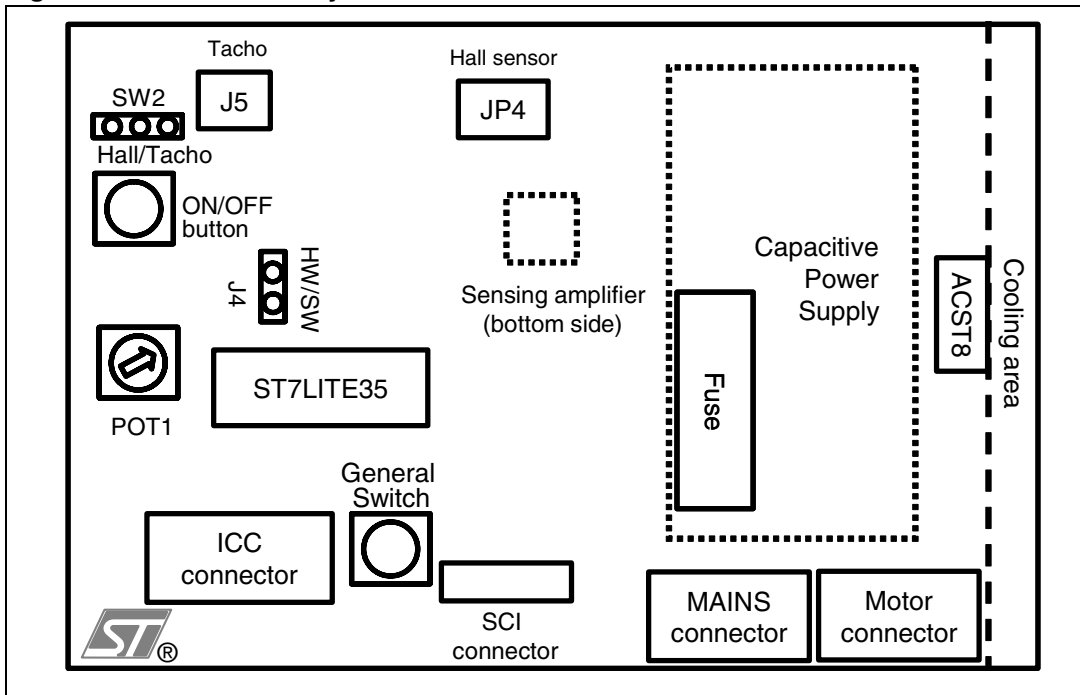 Tacho
J5
SW2
Hall/Tacho
ON/OFF
button
Hall sensor
JP4
J4
HW/SW
Sensing amplifier
(bottom side)
Capacitive
Power
Supply
ACST8
Cooling area
Fuse
POT1
ST7LITE35
General
Switch
ICC
connector
SCI
connector
MAINS
connector
Motor
connector
ST®